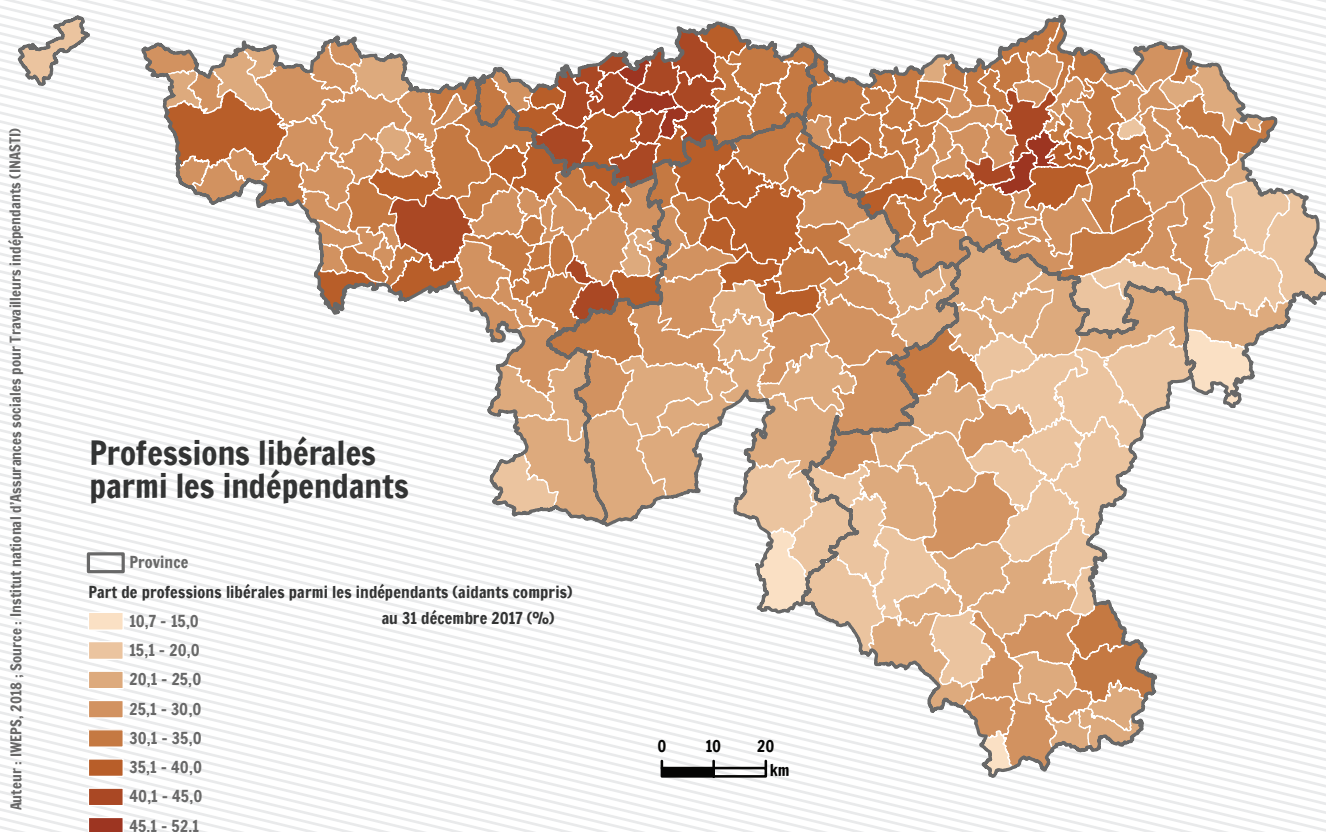 Professions libérales
parmi les indépendants
Province
Part de professions libérales parmi les indépendants (aidants compris)
au 31 décembre 2017 (%)
10,7 - 15,0
15,1 - 20,0
20,1 - 25,0
25,1 - 30,0
30,1 - 35,0
35,1 - 40,0
40,1 - 45,0
45,1 - 52,1
0 10 20
km
Auteur : IWEPS, 2018 ; Source : Institut national d'Assurances sociales pour Travailleurs indépendants (INASTI)